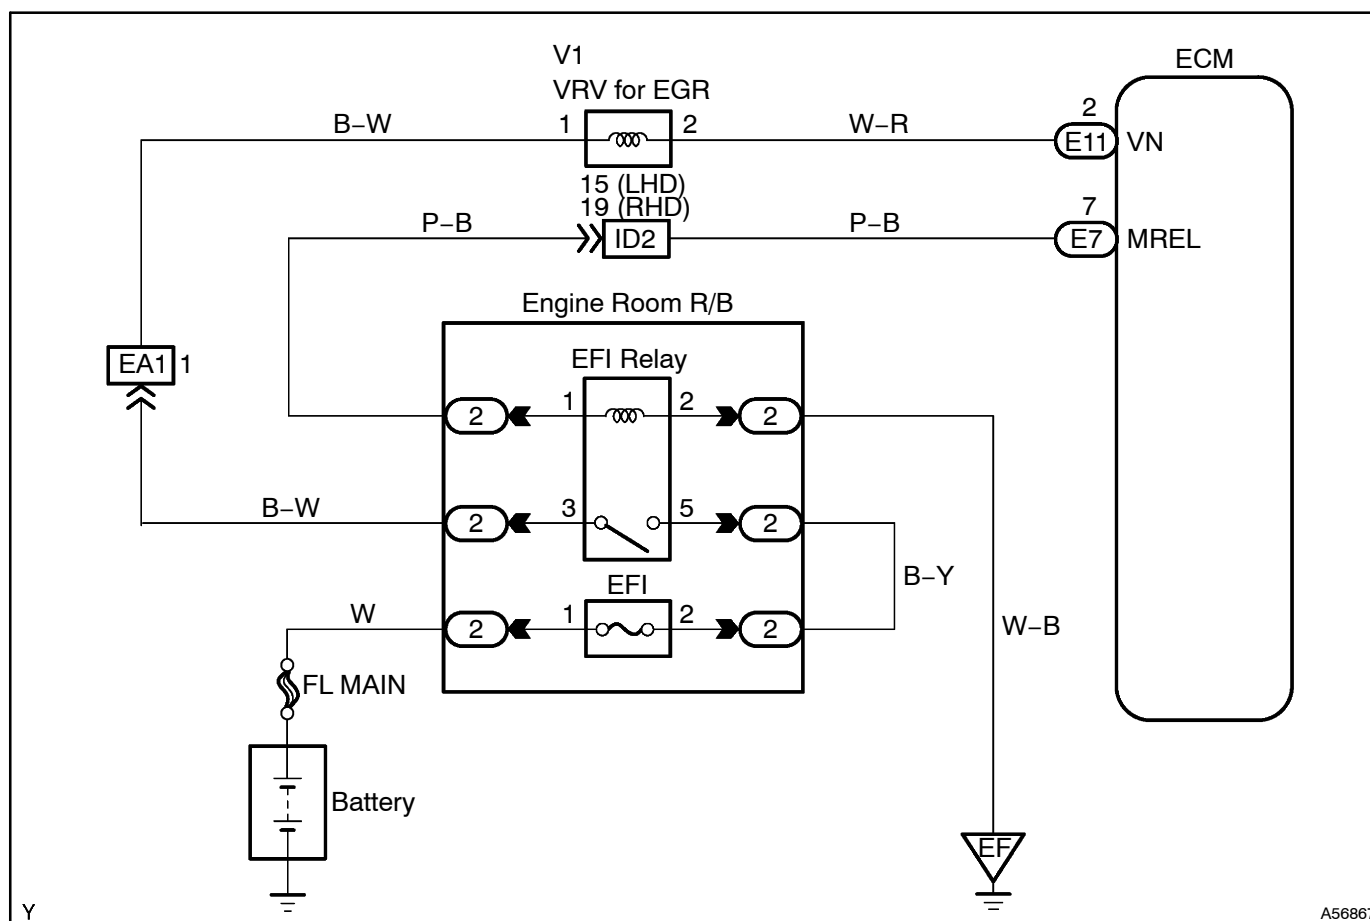 V1
VRV for EGR
ECM
B–W
1
2
W–R
2
E11
VN
15 (LHD)
19 (RHD)
P–B
ID2
P–B
7
E7
MREL
Engine Room R/B
EA1
1
EFI Relay
2
1
2
2
B–W
2
3
5
2
B–Y
EFI
W
2
1
2
2
W–B
FL MAIN
Battery
EF
Y
A56867